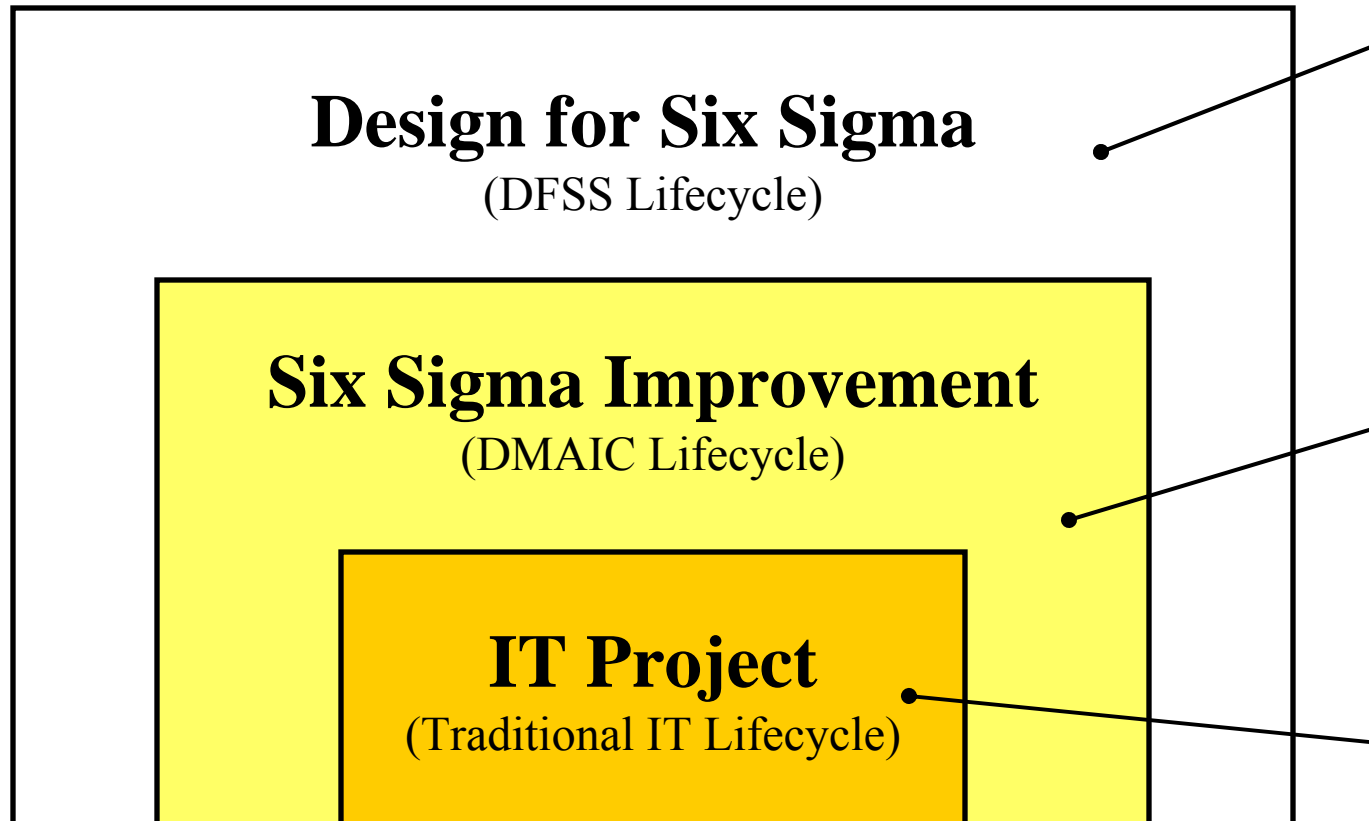 Design for Six Sigma
(DFSS Lifecycle)
Six Sigma Improvement
(DMAIC Lifecycle)
IT Project
(Traditional IT Lifecycle)